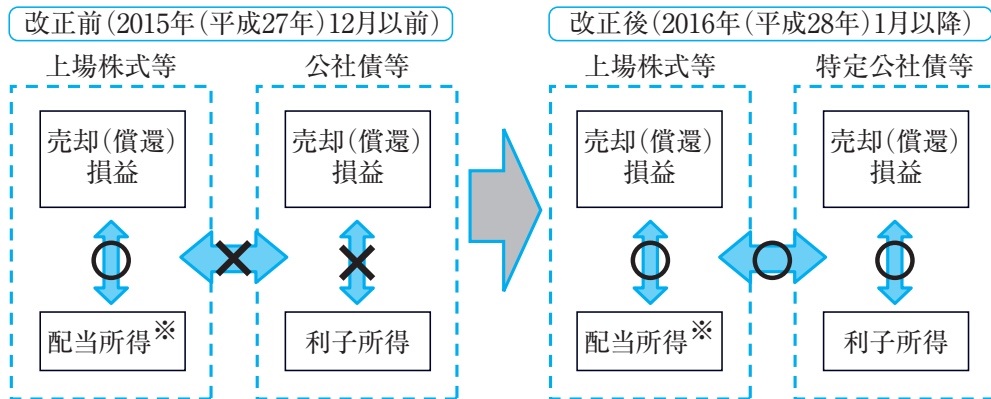 改正前(2015年(平成27年)12月以前)
上場株式等
公社債等
売却(償還)
損益
売却(償還)
損益
配当所得※
利子所得
改正後(2016年(平成28年)1月以降)
上場株式等
特定公社債等
売却(償還)
損益
売却(償還)
損益
配当所得※
利子所得